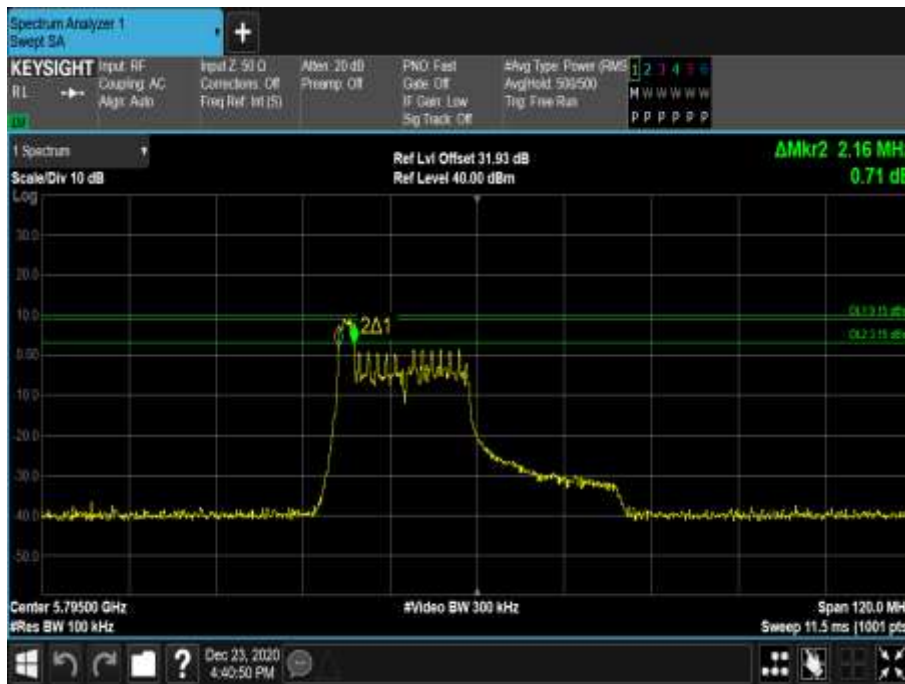 Spectrum Analyzer 1
Swept SA
+
KEYSIGHT Input: RF Input Z: 50 Ω Atten: 20 dB PNO: Fast #Avg Type: Power (RMS 1 2 3 4 5 6
RL Coupling: AC Corrections: Off Preamp: Off Gate: Off Avg|Hold: 500/500 M W W W W W
Align: Auto Freq Ref: Int (S) IF Gain: Low Trig: Free Run
Sig Track: Off P P P P P P
1 Spectrum Ref Lvl Offset 31.93 dB ΔMkr2 2.16 MH
Scale/Div 10 dB Ref Level 40.00 dBm 0.71 d
Log
30.0
20.0
10.0
2Δ1
0.00
-10.0
-20.0
-30.0
-40.0
-50.0
Center 5.79500 GHz #Video BW 300 kHz Span 120.0 MH
#Res BW 100 kHz Sweep 11.5 ms (1001 pts
? Dec 23, 2020
4:40:50 PM